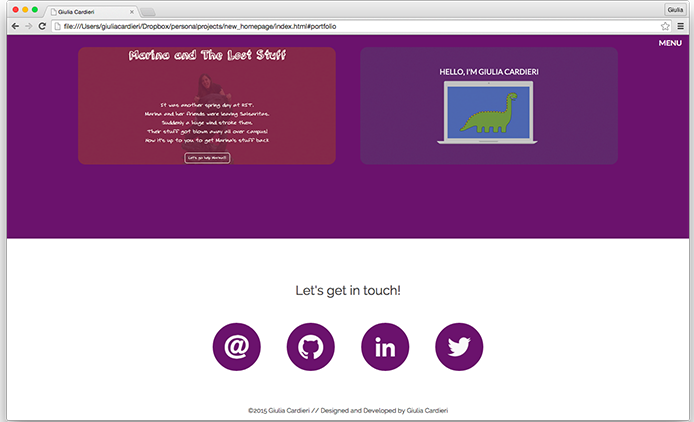 Giulia Cardieri
Giulia
file:///Users/giuliacardieri/Dropbox/personalprojects/new_homepage/index.html#portfolio
MENU
Marina and The Lost Stuff
It was another spring day at RIT.
Marina and her friends were leaving Salsaritas.
Suddenly a huge wind stroke them.
Their stuff got blown away all over campus!
Now it's up to you to get Marina's stuff back
Let's go help Marina!!
HELLO, I'M GIULIA CARDIERI
Let's get in touch!
@
in
©2015 Giulia Cardieri // Designed and Developed by Giulia Cardieri